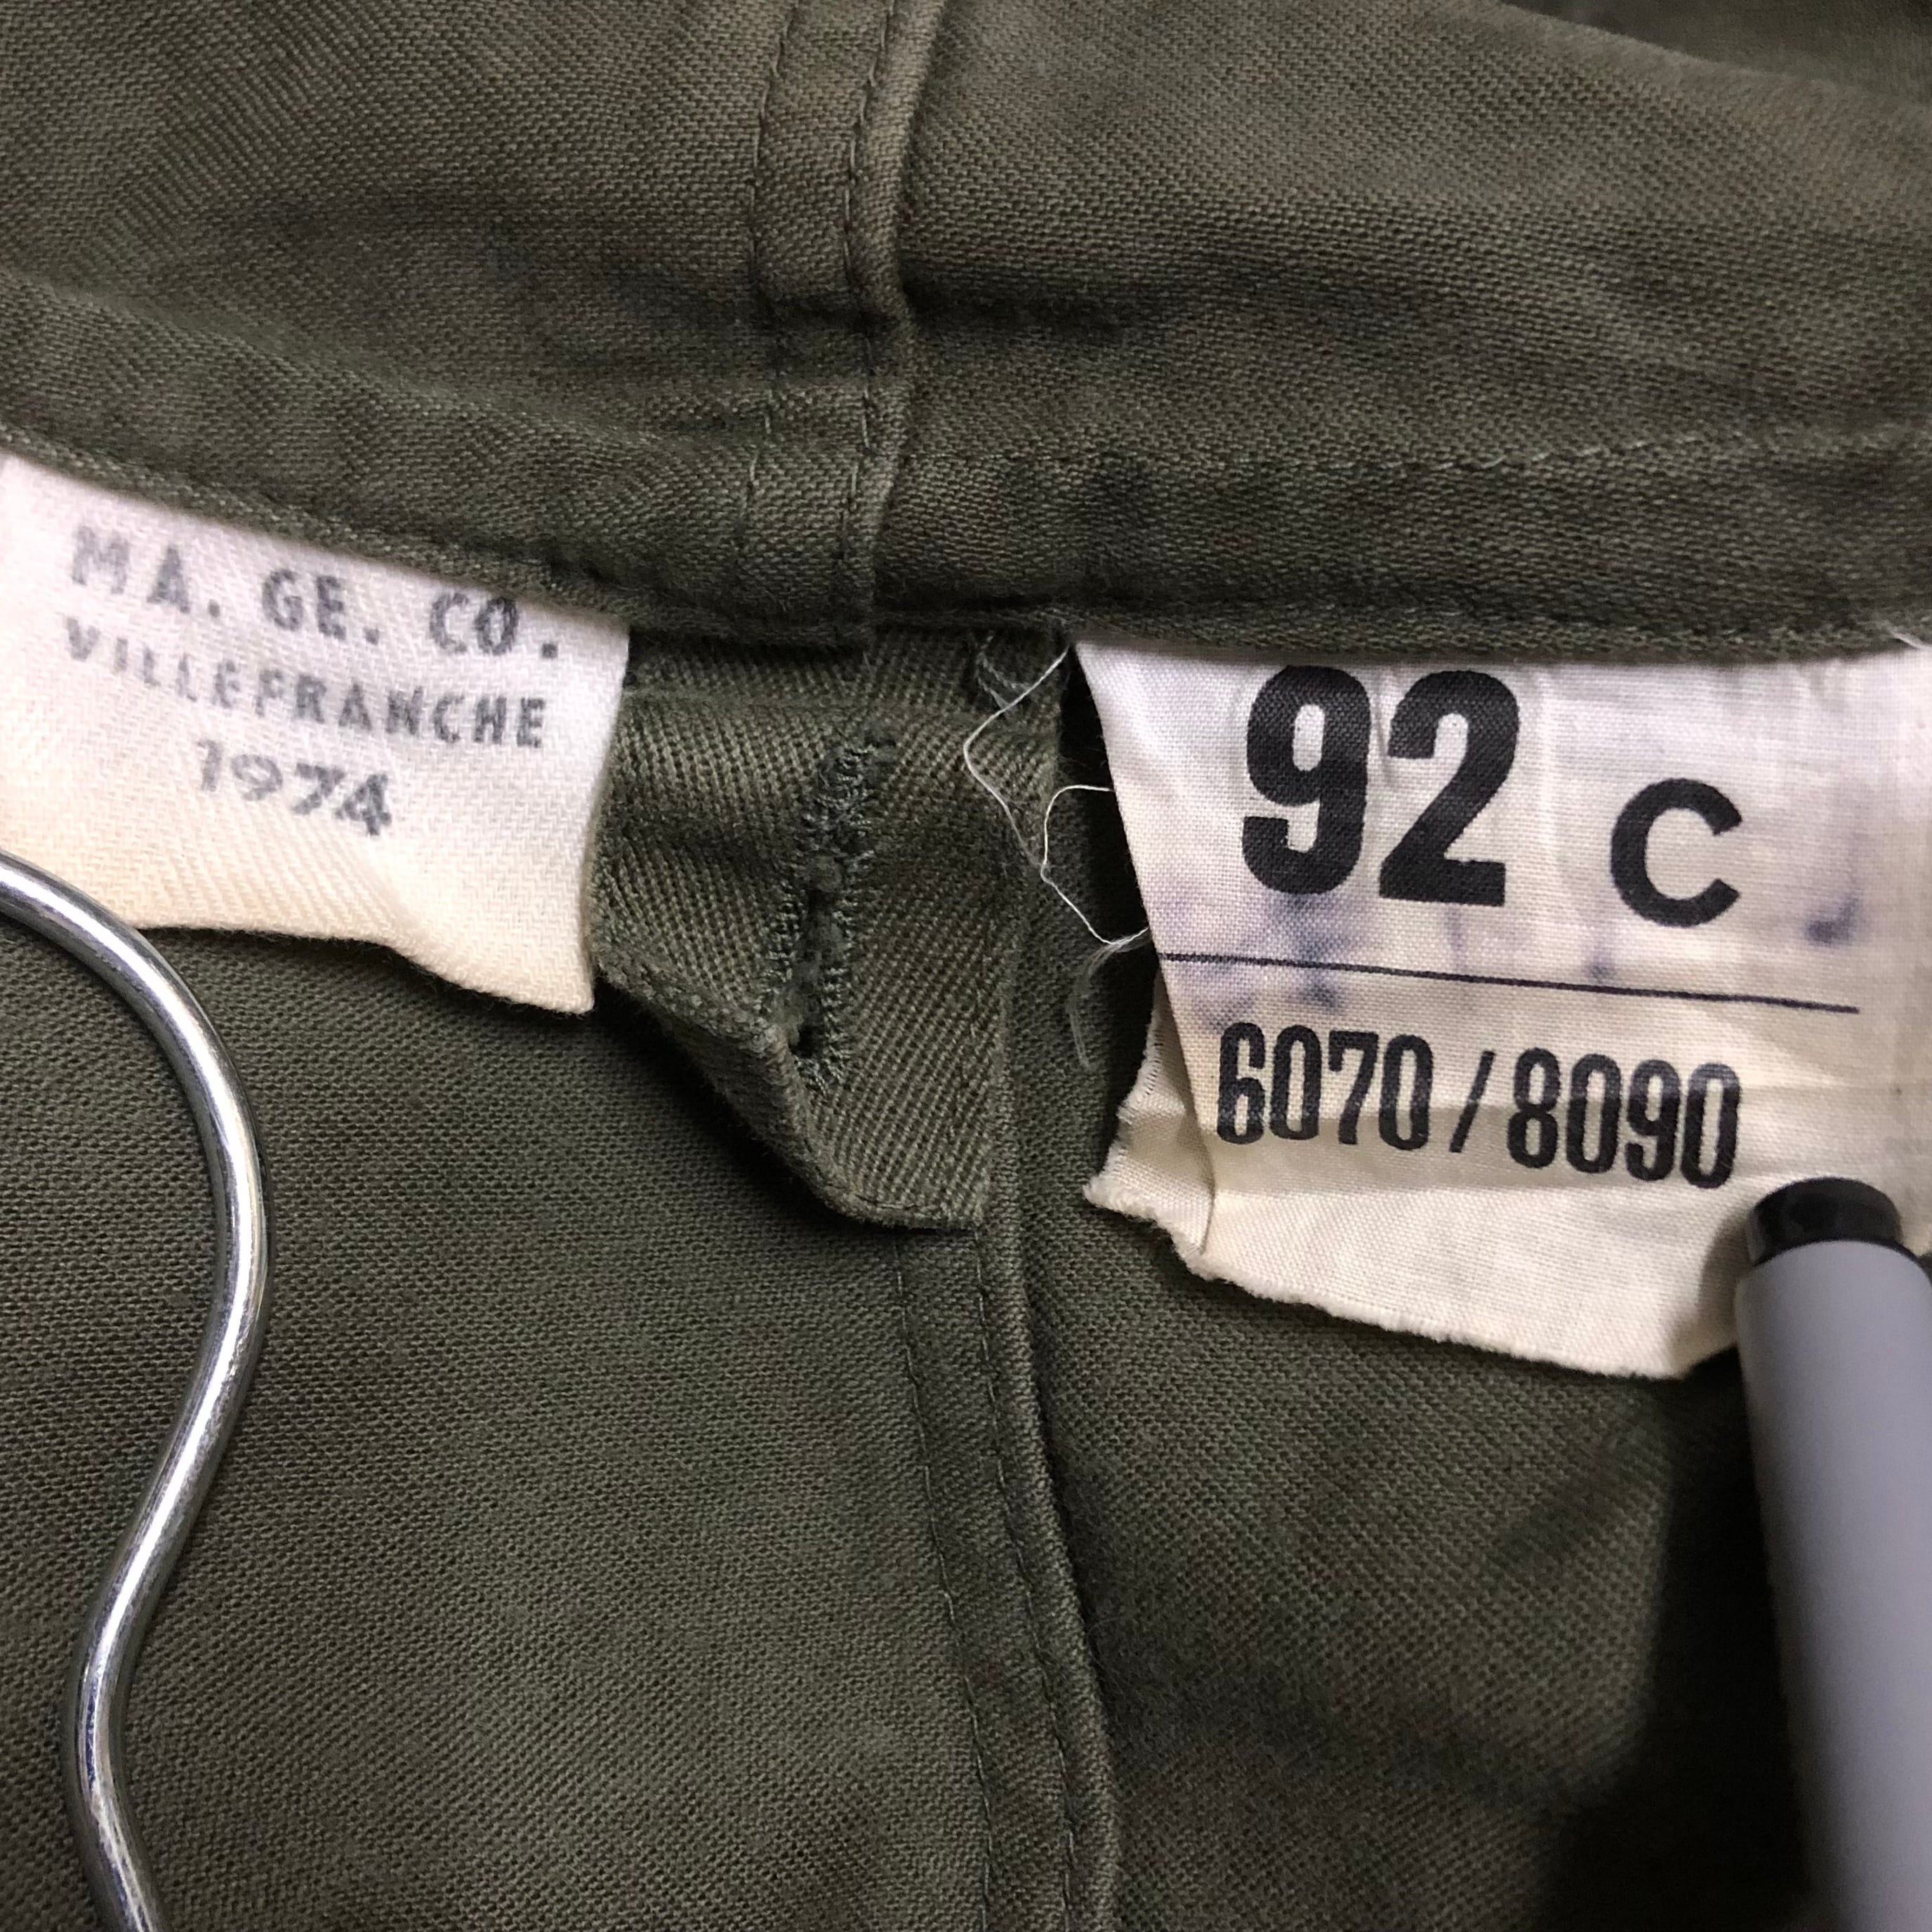 MA. GE. CO.
VILLEFRANCHE
1974
92 C
6070/8090